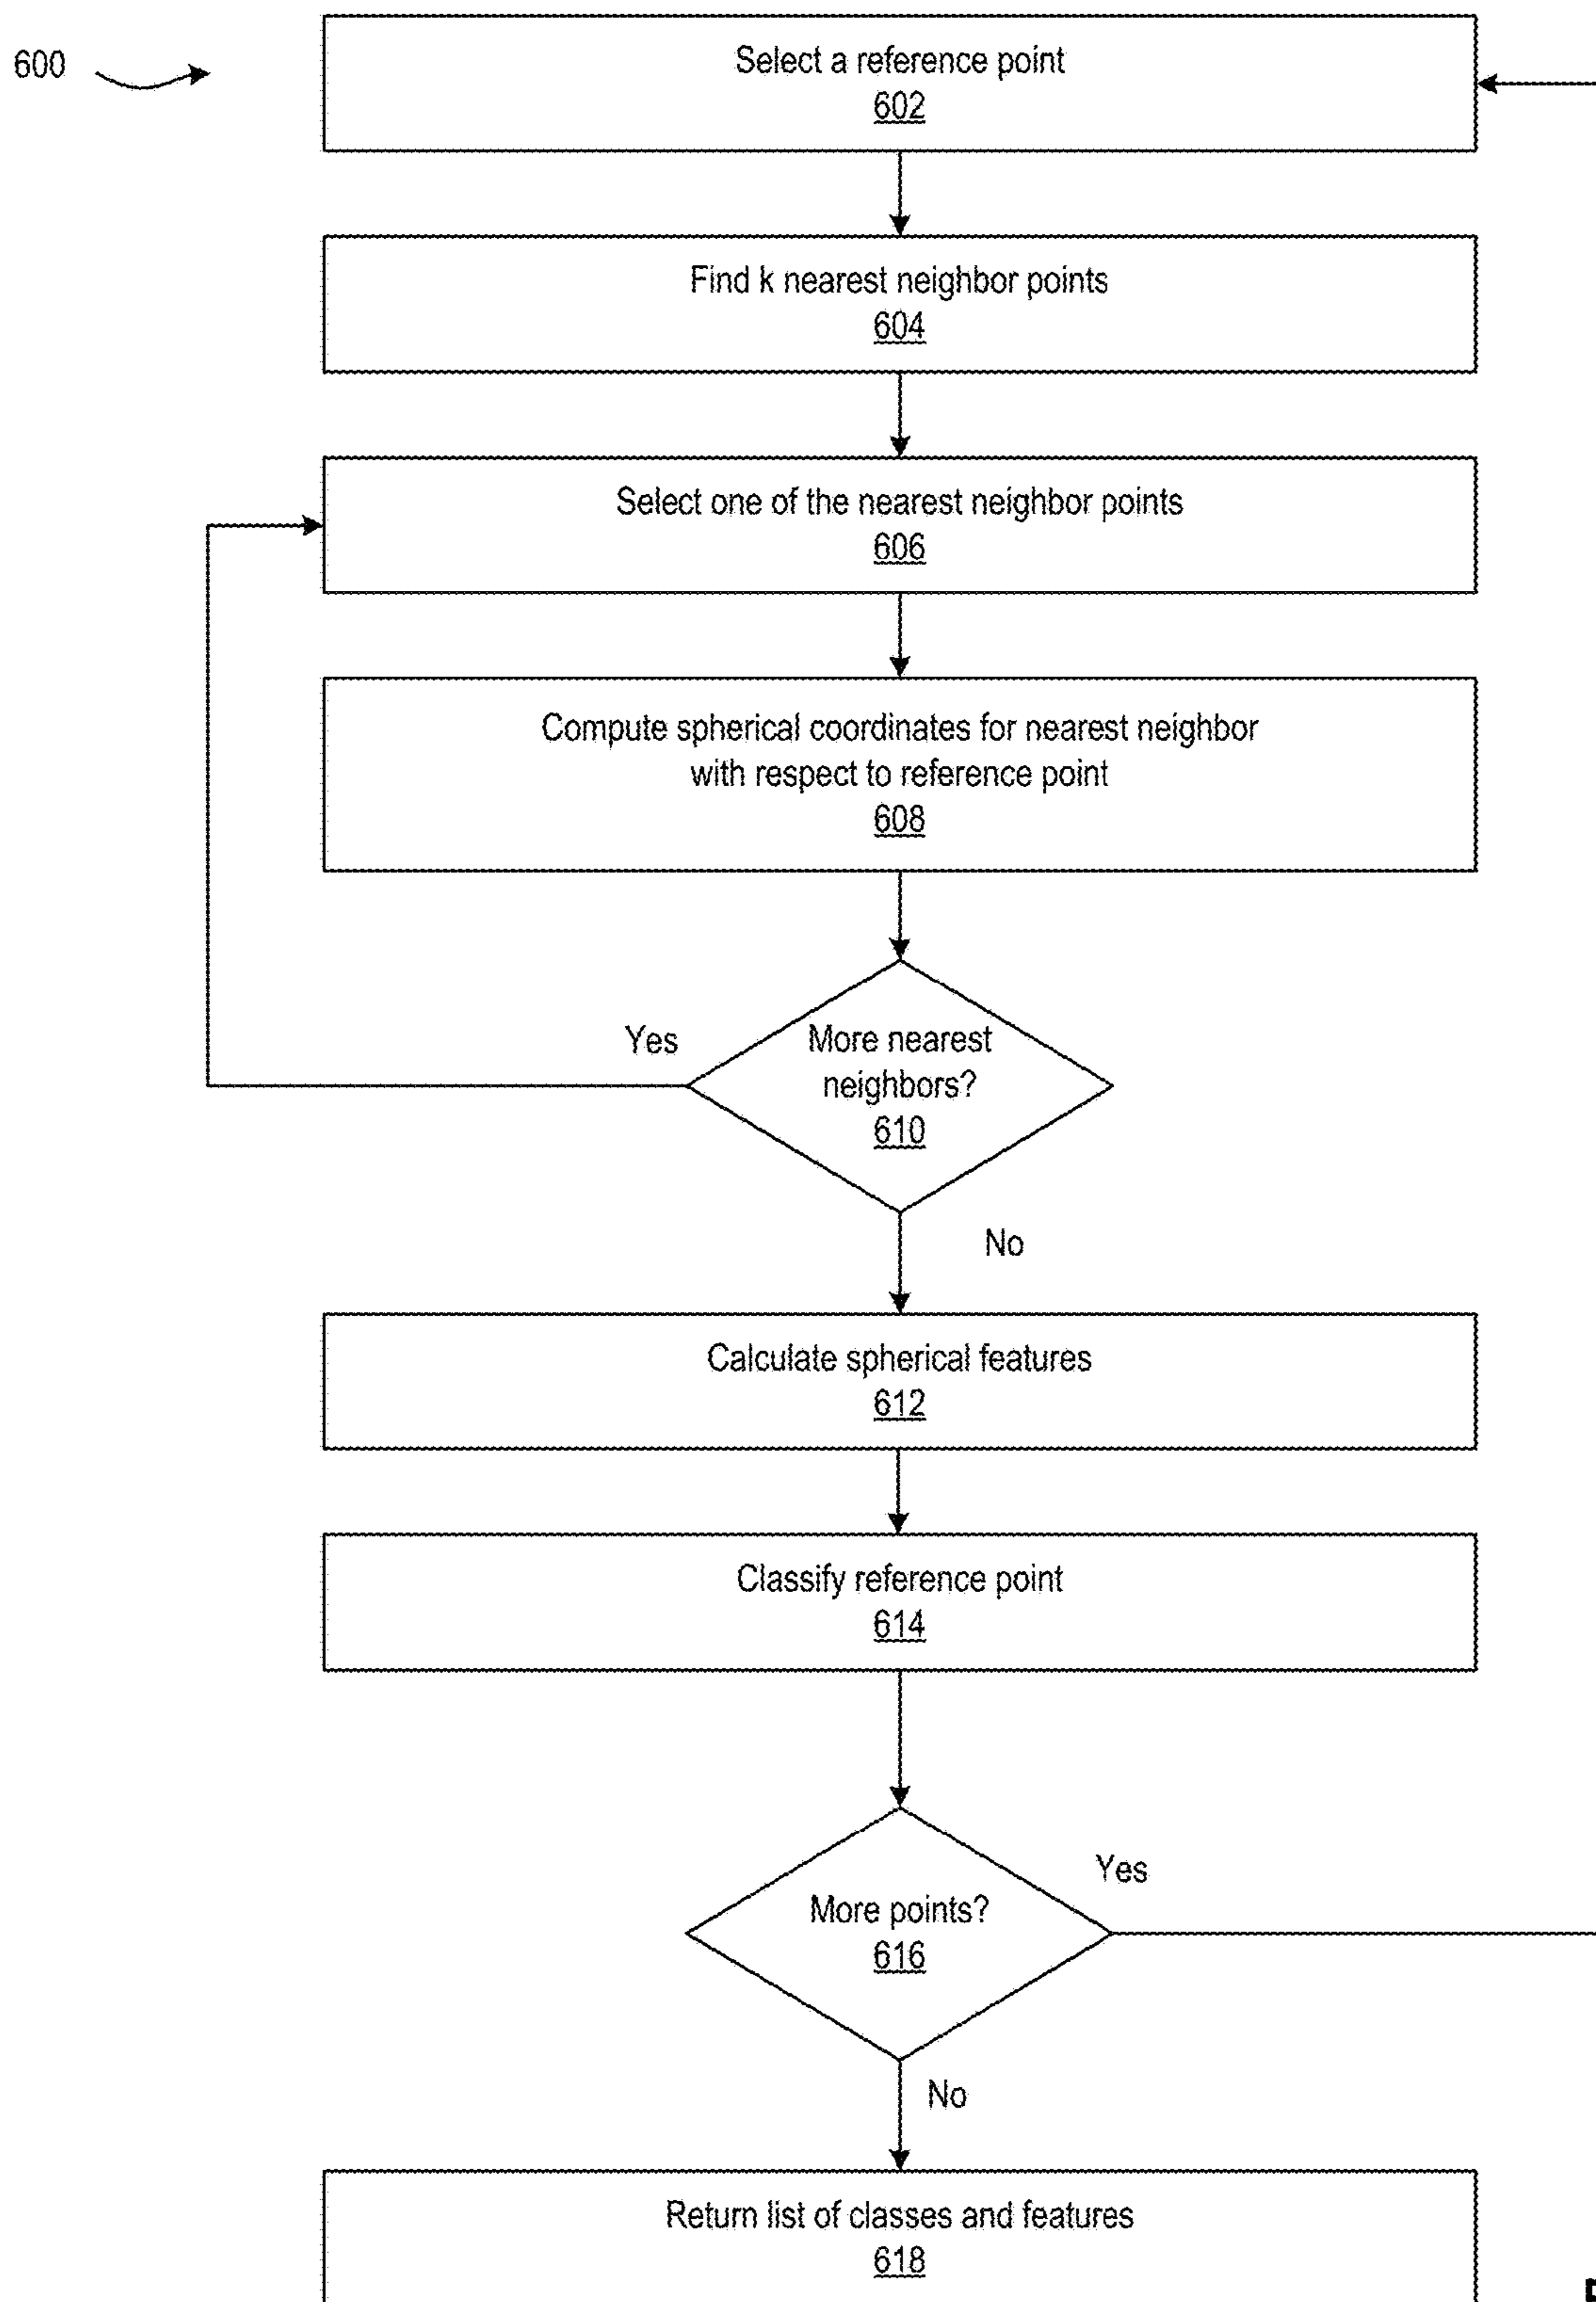 600
Select a reference point
602
Find k nearest neighbor points
604
Select one of the nearest neighbor points
606
Compute spherical coordinates for nearest neighbor
with respect to reference point
608
Yes
More nearest
neighbors?
610
No
Calculate spherical features
612
Classify reference point
614
Yes
More points?
616
No
Return list of classes and features
618